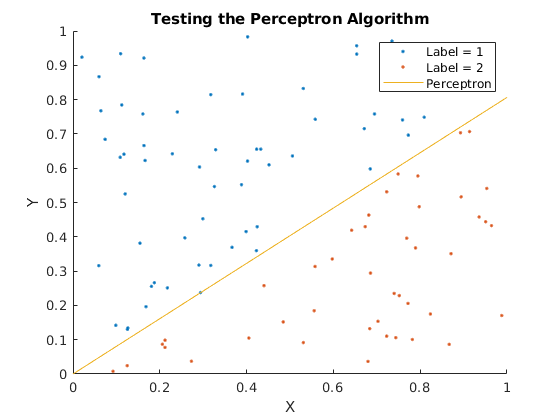 Testing the Perceptron Algorithm
Label = 1
Label = 2
Perceptron
1
0.9
0.8
0.7
0.6
0.5
0.4
0.3
0.2
0.1
0
Y
0
0.2
0.4
0.6
0.8
1
X